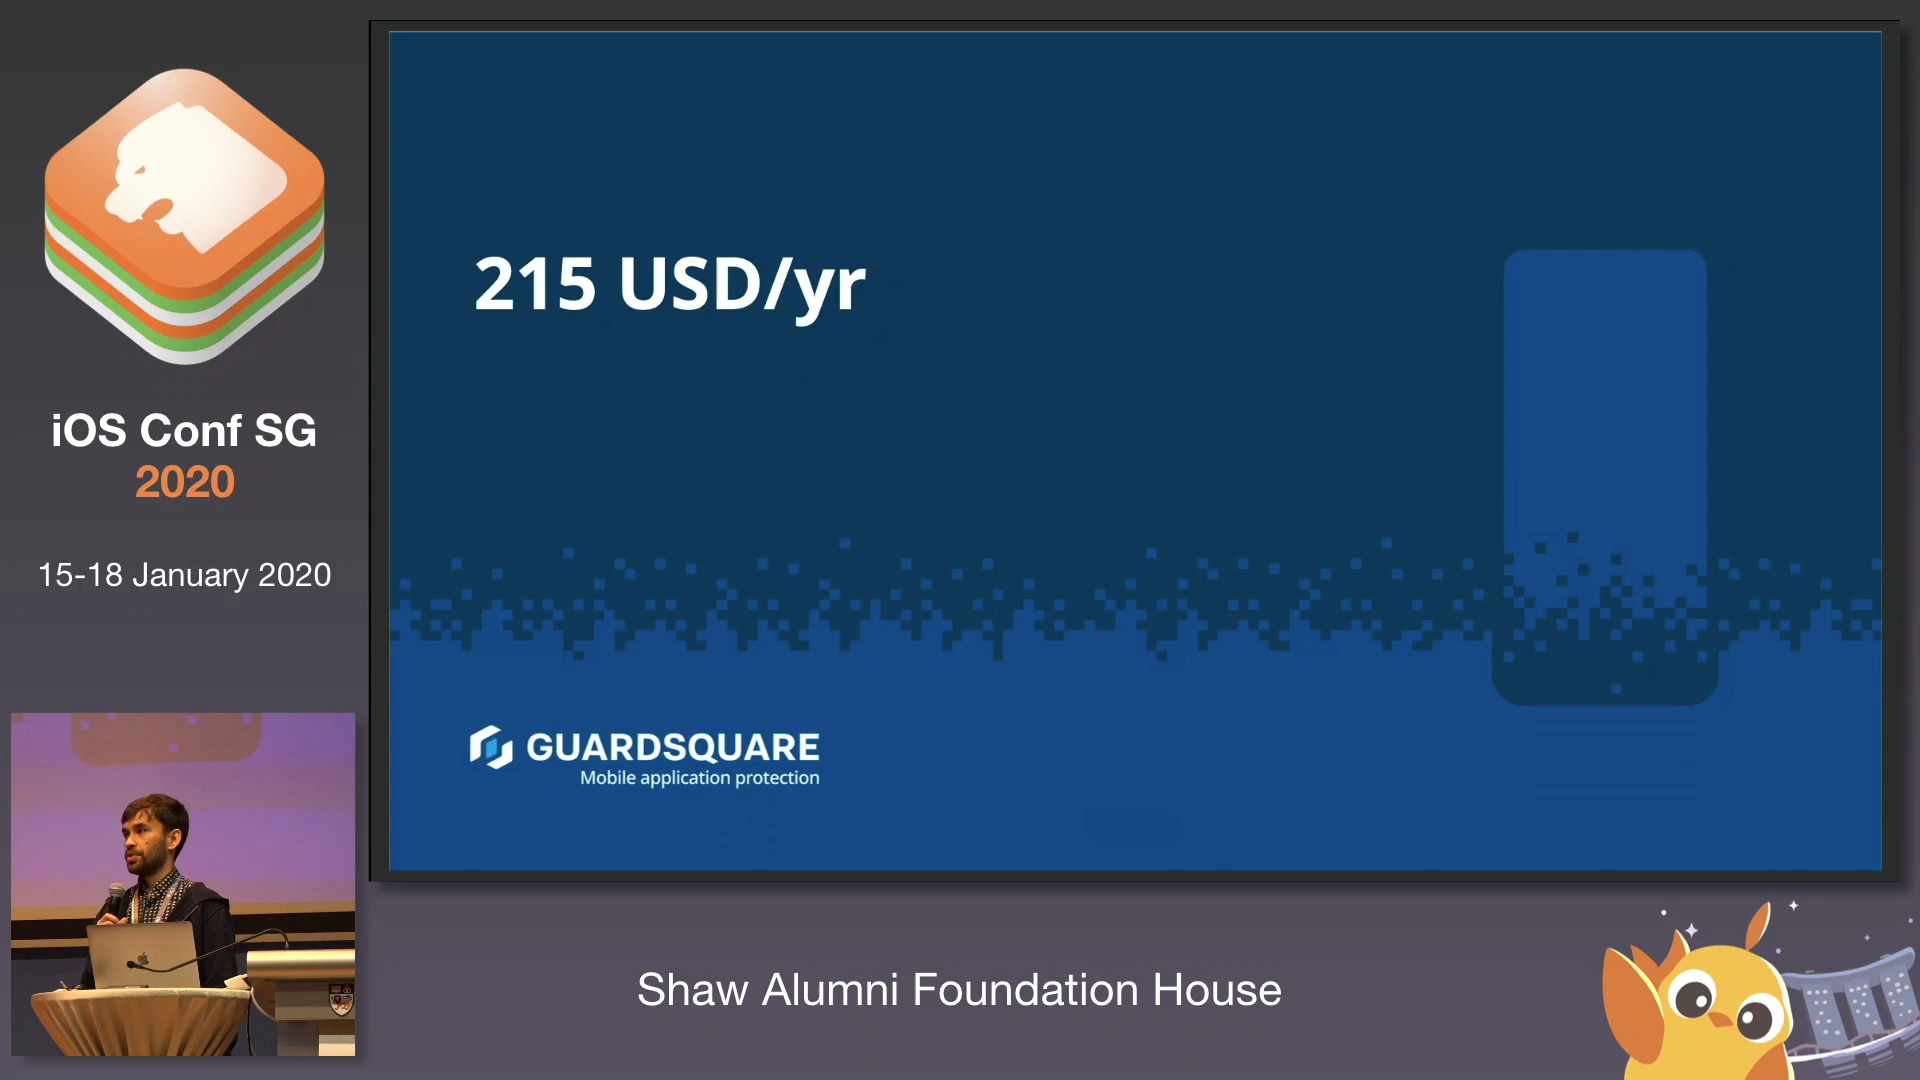 iOS Conf SG
2020
15-18 January 2020
215 USD/yr
GUARDSQUARE
Mobile application protection
Shaw Alumni Foundation House